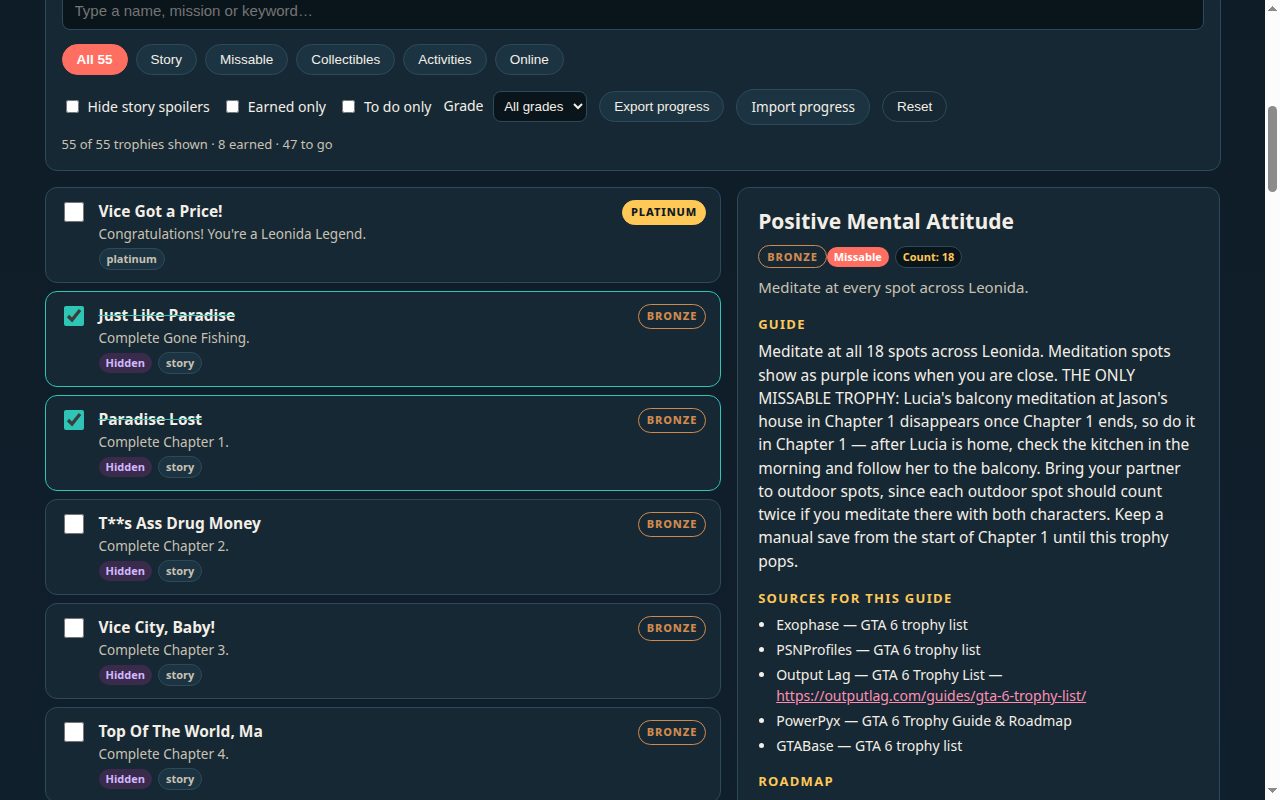 Type a name, mission or keyword…
All 55
Story
Missable
Collectibles
Activities
Online
Hide story spoilers
Earned only
To do only
Grade
All grades
Export progress
Import progress
Reset
55 of 55 trophies shown · 8 earned · 47 to go
Vice Got a Price!
PLATINUM
Congratulations! You're a Leonida Legend.
platinum
Just Like Paradise
BRONZE
Complete Gone Fishing.
Hidden
story
Paradise Lost
BRONZE
Complete Chapter 1.
Hidden
story
T**s Ass Drug Money
BRONZE
Complete Chapter 2.
Hidden
story
Vice City, Baby!
BRONZE
Complete Chapter 3.
Hidden
story
Top Of The World, Ma
BRONZE
Complete Chapter 4.
Hidden
story
Positive Mental Attitude
BRONZE
Missable
Count: 18
Meditate at every spot across Leonida.
GUIDE
Meditate at all 18 spots across Leonida. Meditation spots
show as purple icons when you are close. THE ONLY
MISSABLE TROPHY: Lucia's balcony meditation at Jason's
house in Chapter 1 disappears once Chapter 1 ends, so do it
in Chapter 1 — after Lucia is home, check the kitchen in the
morning and follow her to the balcony. Bring your partner
to outdoor spots, since each outdoor spot should count
twice if you meditate there with both characters. Keep a
manual save from the start of Chapter 1 until this trophy
pops.
SOURCES FOR THIS GUIDE
• Exophase — GTA 6 trophy list
• PSNProfiles — GTA 6 trophy list
• Output Lag — GTA 6 Trophy List —
https://outputlag.com/guides/gta-6-trophy-list/
• PowerPyx — GTA 6 Trophy Guide & Roadmap
• GTABase — GTA 6 trophy list
ROADMAP